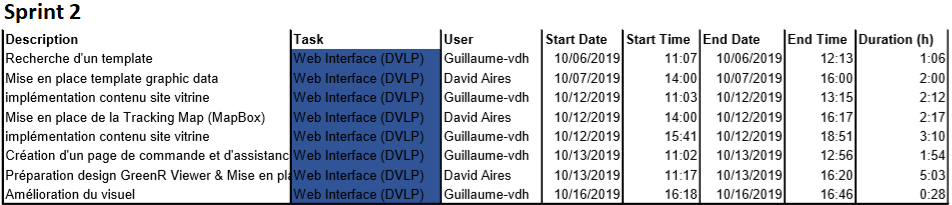 Sprint 2
Description Task User Start Date Start Time End Date End Time Duration (h)
Recherche d'un template Web Interface (DVLP) Guillaume-vdh 10/06/2019 11:07 10/06/2019 12:13 1:06
Mise en place template graphic data Web Interface (DVLP) David Aires 10/07/2019 14:00 10/07/2019 16:00 2:00
implémentation contenu site vitrine Web Interface (DVLP) Guillaume-vdh 10/12/2019 11:03 10/12/2019 13:15 2:12
Mise en place de la Tracking Map (MapBox) Web Interface (DVLP) David Aires 10/12/2019 14:00 10/12/2019 16:17 2:17
implémentation contenu site vitrine Web Interface (DVLP) Guillaume-vdh 10/12/2019 15:41 10/12/2019 18:51 3:10
Création d'un page de commande et d'assistanc Web Interface (DVLP) Guillaume-vdh 10/13/2019 11:02 10/13/2019 12:56 1:54
Préparation design GreenR Viewer & Mise en pla Web Interface (DVLP) David Aires 10/13/2019 11:17 10/13/2019 16:20 5:03
Amélioration du visuel Web Interface (DVLP) Guillaume-vdh 10/16/2019 16:18 10/16/2019 16:46 0:28